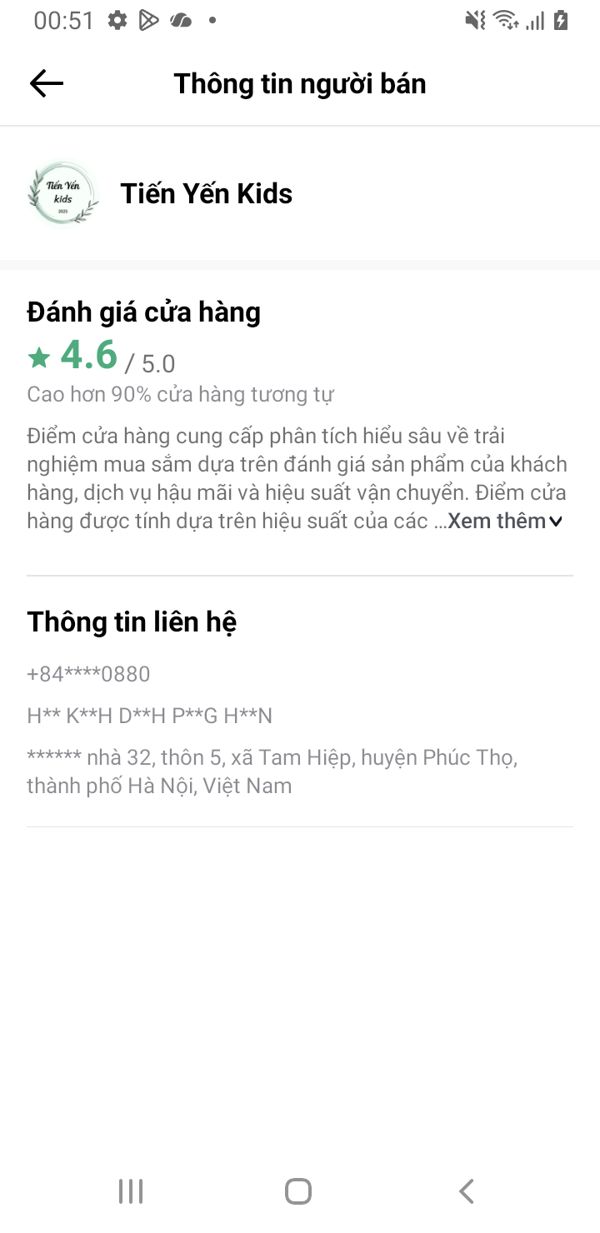 00:51
Thông tin người bán
Tiến Yến
kids
2025
Tiến Yến Kids
Đánh giá cửa hàng
4.6 / 5.0
Cao hơn 90% cửa hàng tương tự
Điểm cửa hàng cung cấp phân tích hiểu sâu về trải
nghiệm mua sắm dựa trên đánh giá sản phẩm của khách
hàng, dịch vụ hậu mãi và hiệu suất vận chuyển. Điểm cửa
hàng được tính dựa trên hiệu suất của các ...Xem thêm
Thông tin liên hệ
+84****0880
H** K**H D**H P**G H**N
****** nhà 32, thôn 5, xã Tam Hiệp, huyện Phúc Thọ,
thành phố Hà Nội, Việt Nam